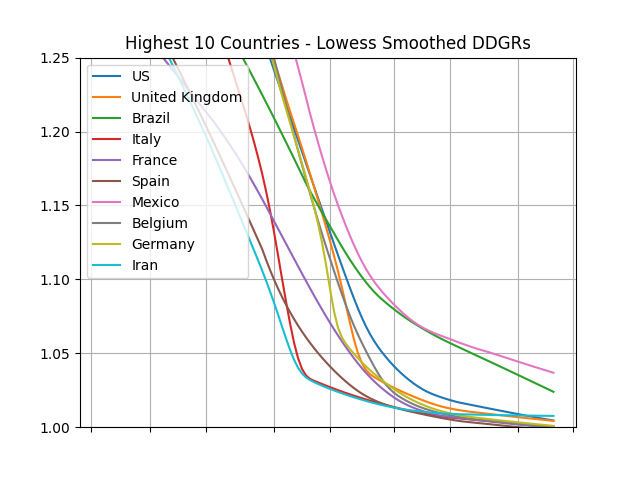 Highest 10 Countries - Lowess Smoothed DDGRs
1.25
1.20
1.15
1.10
1.05
1.00
US
United Kingdom
Brazil
Italy
France
Spain
Mexico
Belgium
Germany
Iran